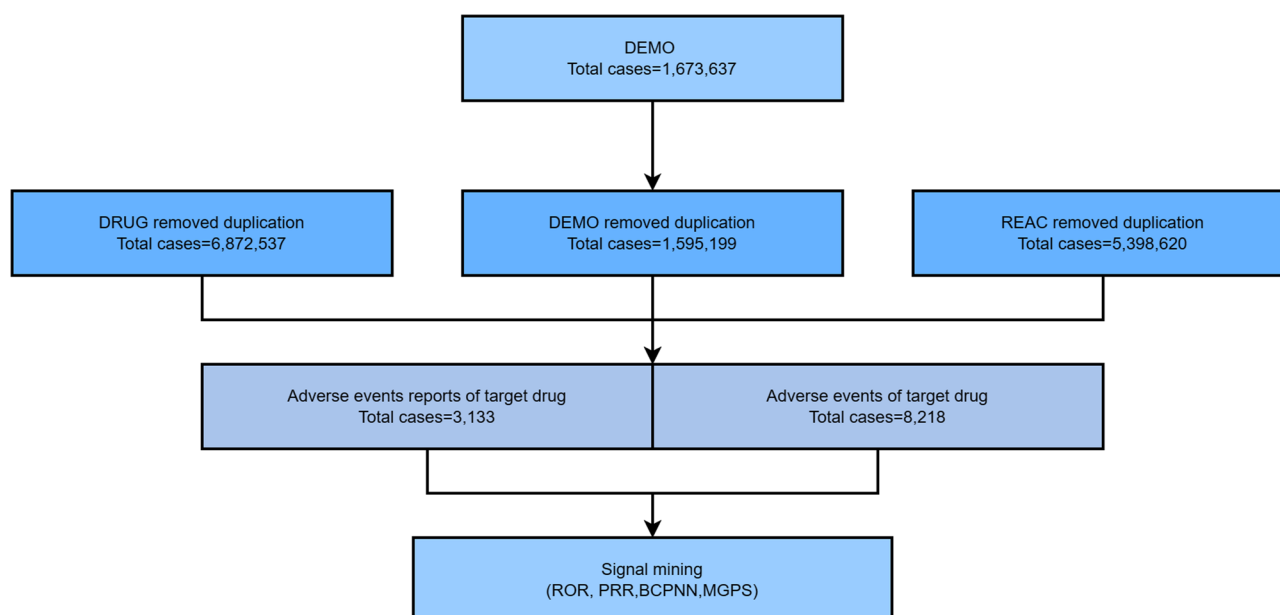 DEMO
Total cases=1,673,637
DRUG removed duplication
Total cases=6,872,537
DEMO removed duplication
Total cases=1,595,199
REAC removed duplication
Total cases=5,398,620
Adverse events reports of target drug
Total cases=3,133
Adverse events of target drug
Total cases=8,218
Signal mining
(ROR, PRR,BCPNN,MGPS)